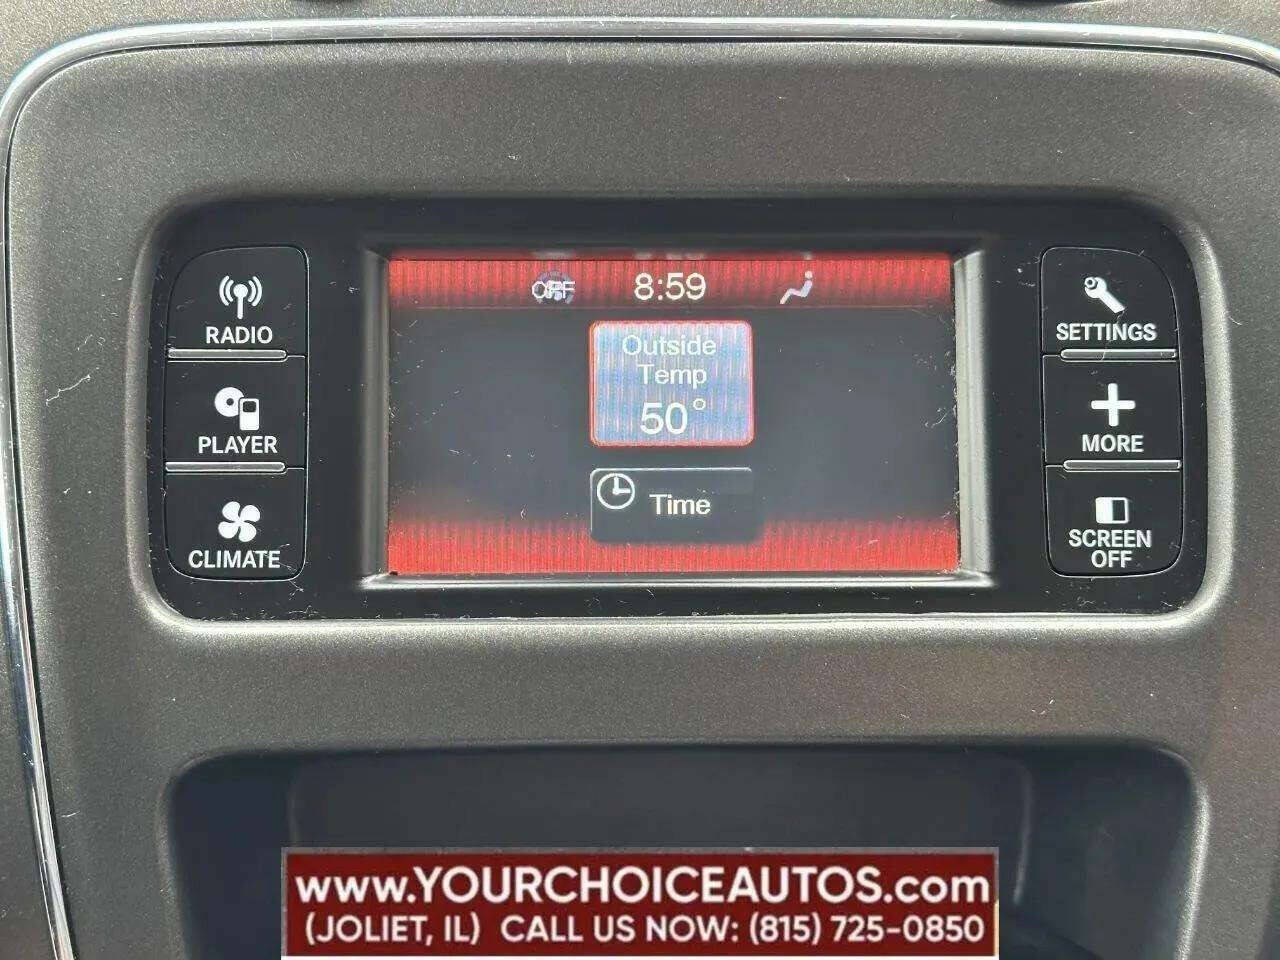 OFF 8:59
RADIO
PLAYER
CLIMATE
Outside
Temp
50°
Time
SETTINGS
MORE
SCREEN
OFF
www.YOURCHOICEAUTOS.com
(JOLIET, IL) CALL US NOW: (815) 725-0850